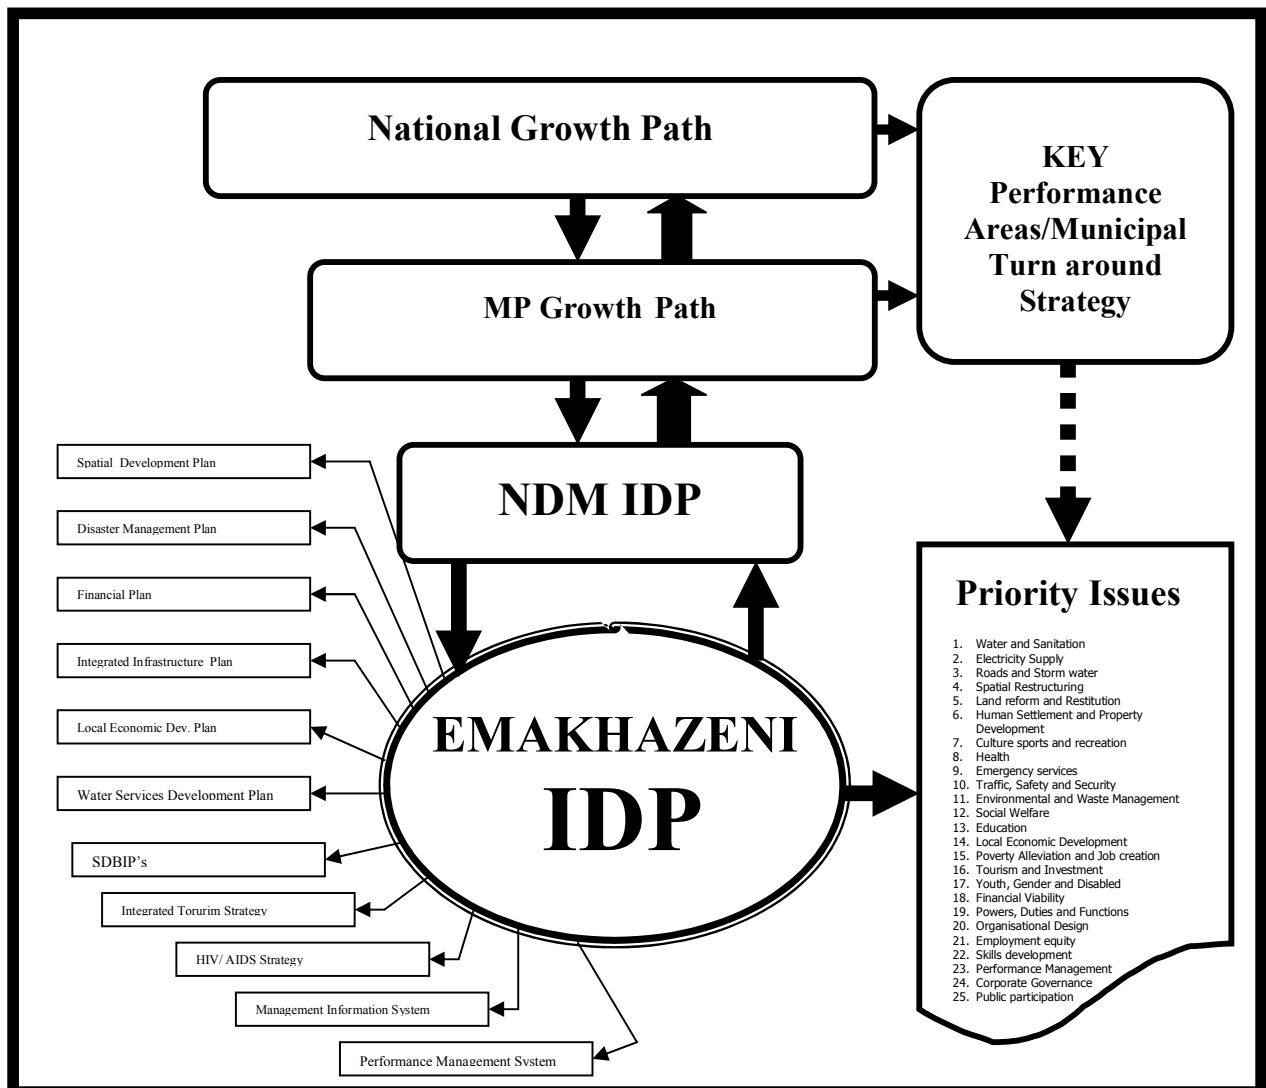 National Growth Path
KEY
Performance
Areas/Municipal
Turn around
Strategy
MP Growth Path
NDM IDP
Spatial Development Plan
Disaster Management Plan
Financial Plan
Integrated Infrastructure Plan
Local Economic Dev. Plan
Water Services Development Plan
SDBIP's
Integrated Torurim Strategy
HIV/ AIDS Strategy
Management Information System
Performance Management System
EMAKHAZENI
IDP
Priority Issues
1. Water and Sanitation
2. Electricity Supply
3. Roads and Storm water
4. Spatial Restructuring
5. Land reform and Restitution
6. Human Settlement and Property
Development
7. Culture sports and recreation
8. Health
9. Emergency services
10. Traffic, Safety and Security
11. Environmental and Waste Management
12. Social Welfare
13. Education
14. Local Economic Development
15. Poverty Alleviation and Job creation
16. Tourism and Investment
17. Youth, Gender and Disabled
18. Financial Viability
19. Powers, Duties and Functions
20. Organisational Design
21. Employment equity
22. Skills development
23. Performance Management
24. Corporate Governance
25. Public participation